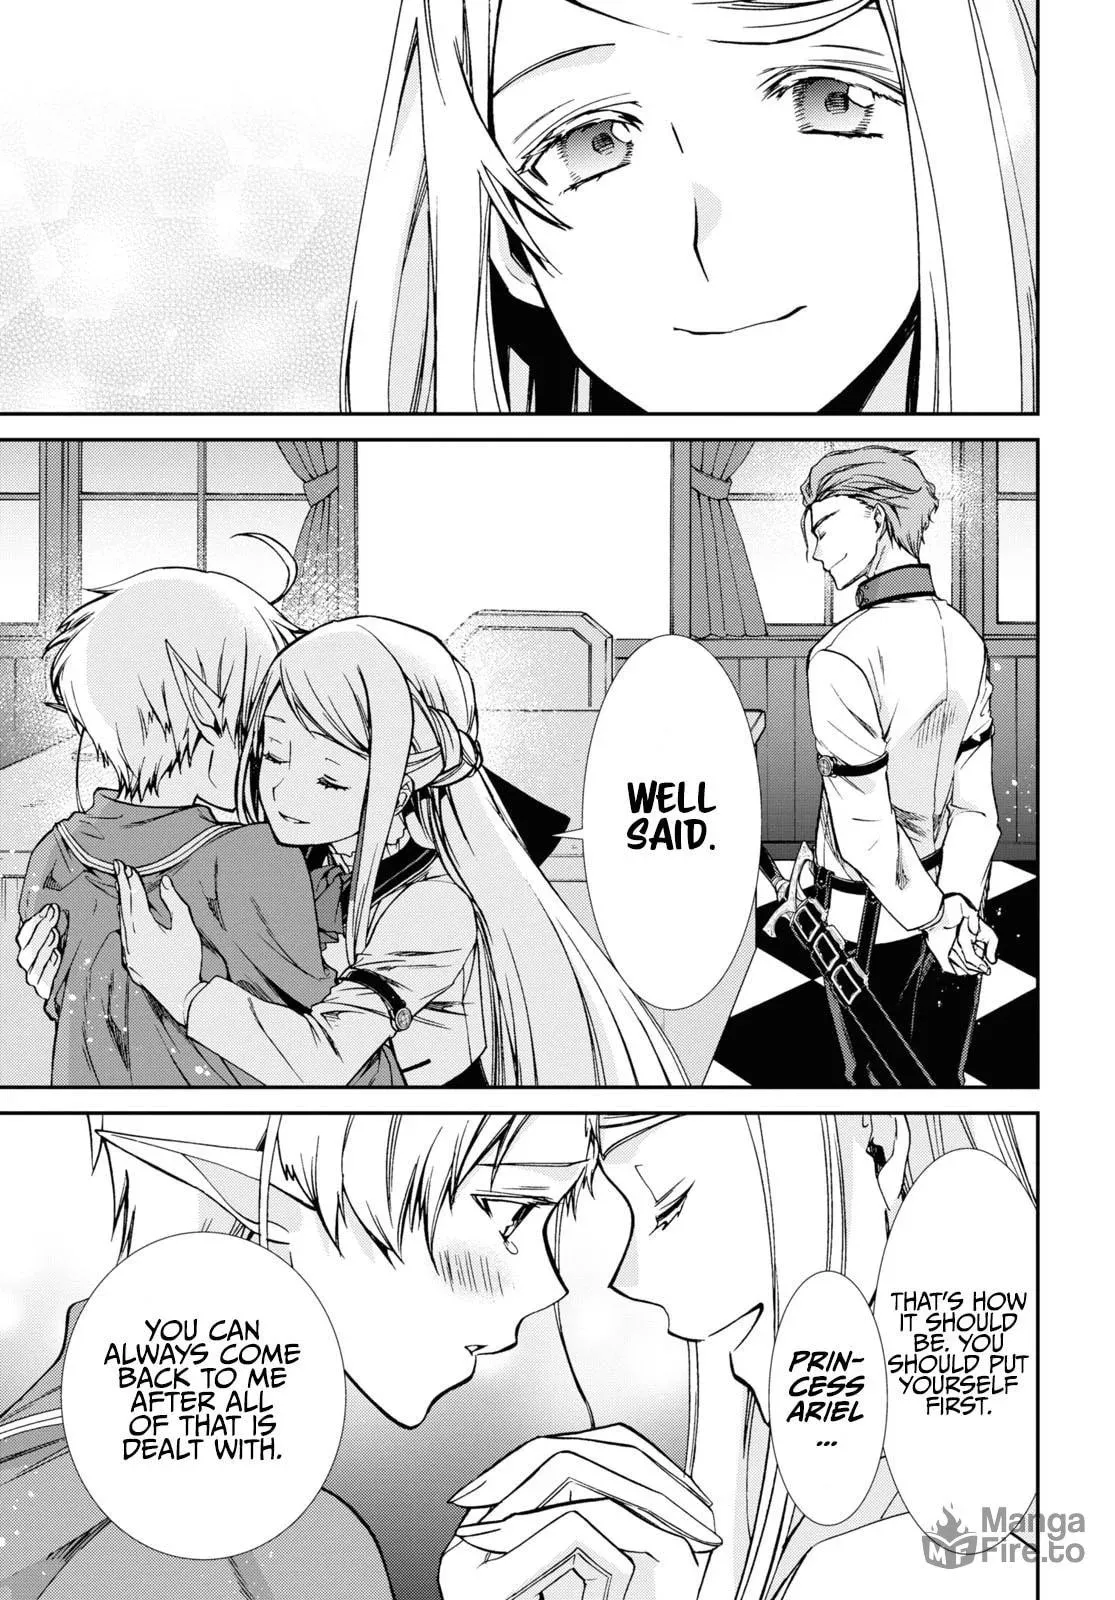 WELL
SAID.
THAT'S HOW
IT SHOULD
BE. YOU
SHOULD PUT
YOURSELF
FIRST.
PRIN-
CESS
ARIEL
...
YOU CAN
ALWAYS COME
BACK TO ME
AFTER ALL
OF THAT IS
DEALT WITH.
MF
Manga
Fire.to